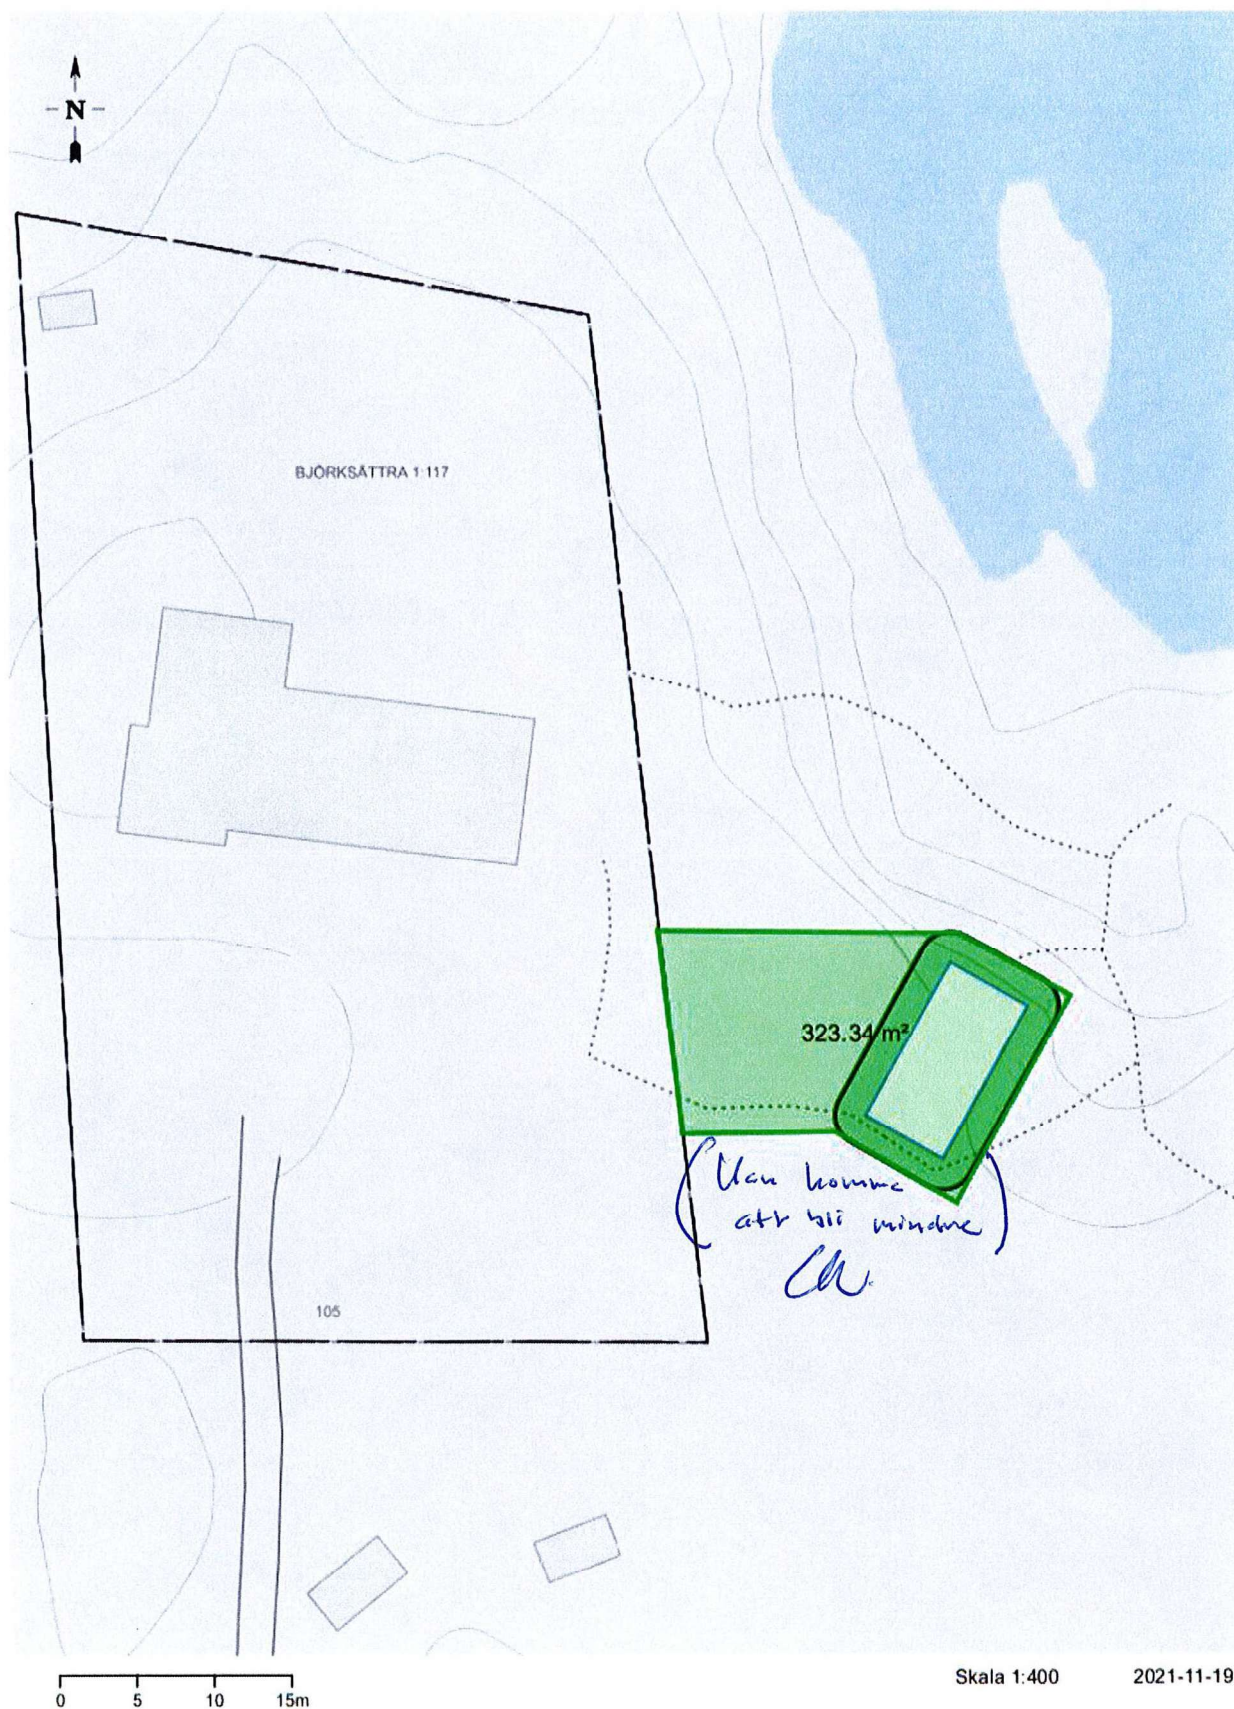 N
BJÖRKSÄTTRA 1:117
323.34 m²
(Kan komma
att bli mindre)
105
Skala 1:400 2021-11-19
0 5 10 15m